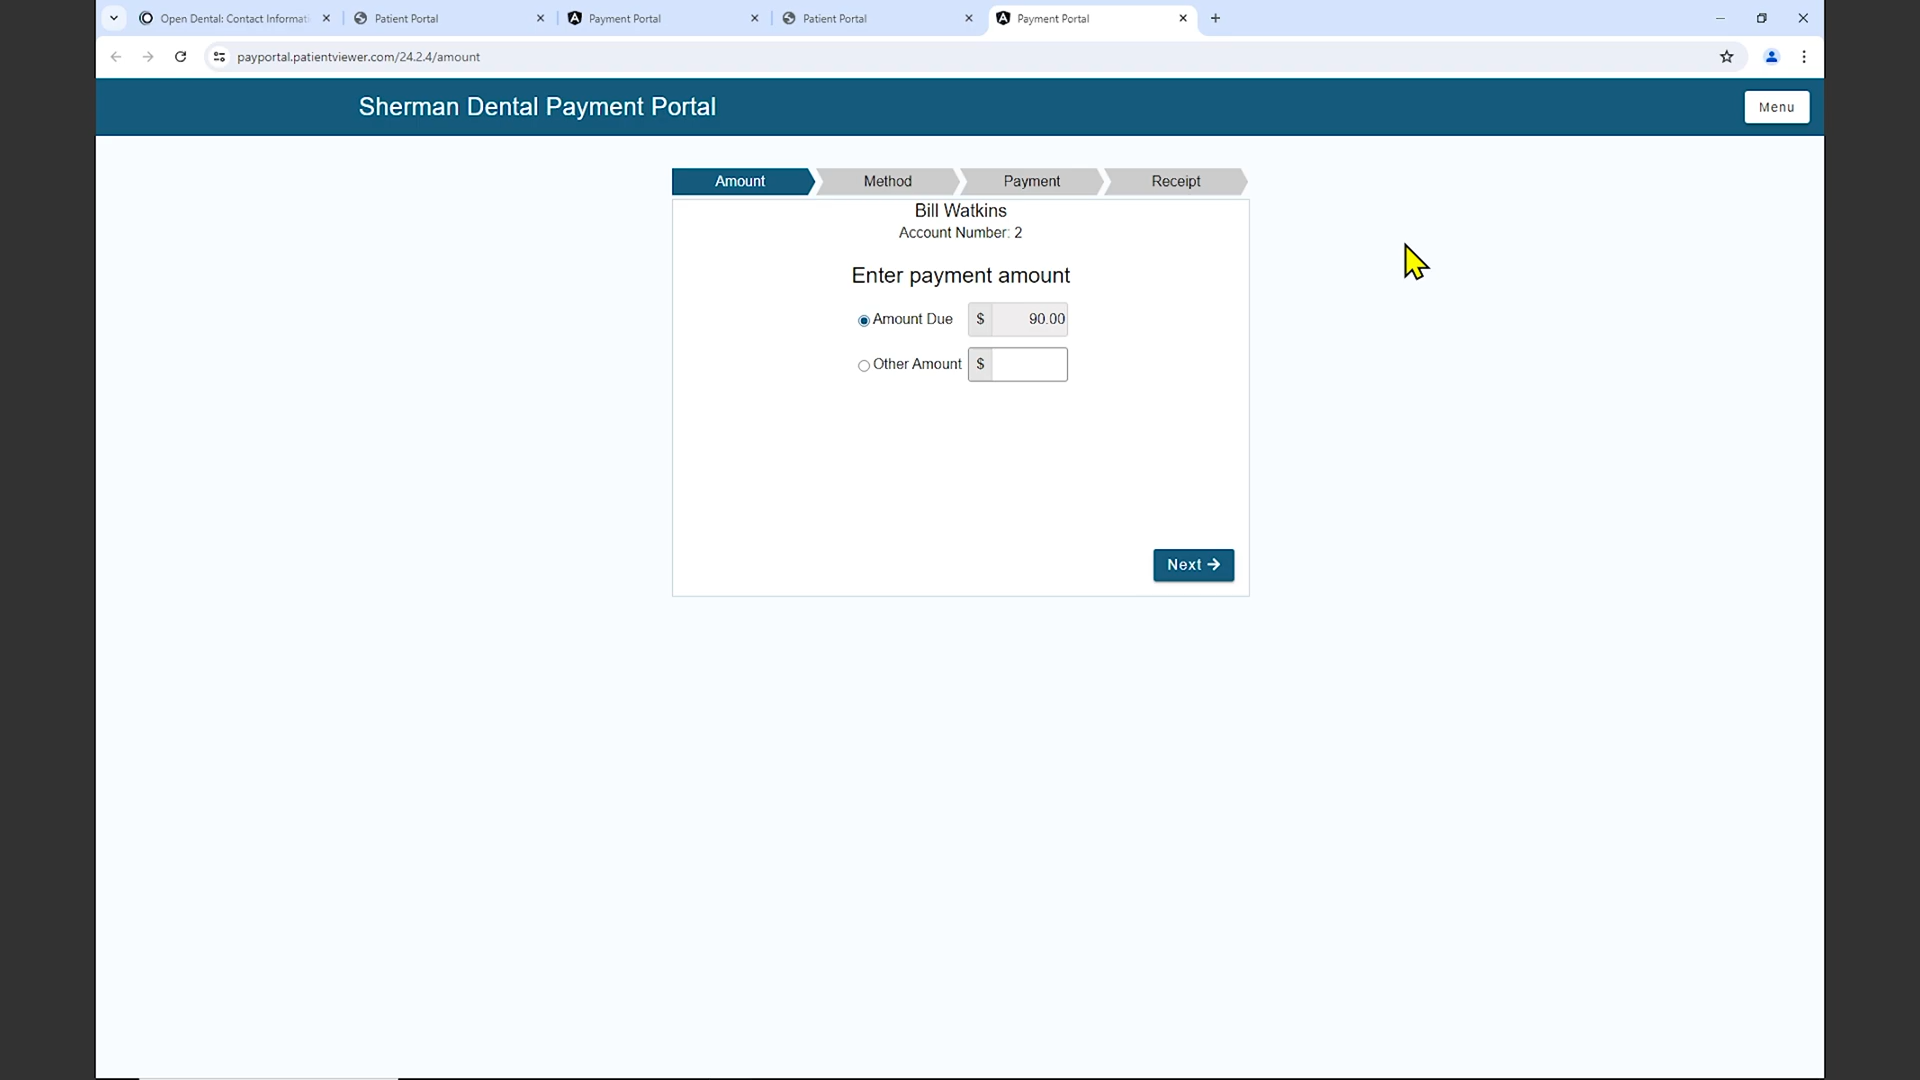 Open Dental: Contact Informati
Patient Portal
Payment Portal
Patient Portal
Payment Portal
payportal.patientviewer.com/24.2.4/amount
Sherman Dental Payment Portal
Menu
Amount
Method
Payment
Receipt
Bill Watkins
Account Number: 2
Enter payment amount
Amount Due $ 90.00
Other Amount $
Next